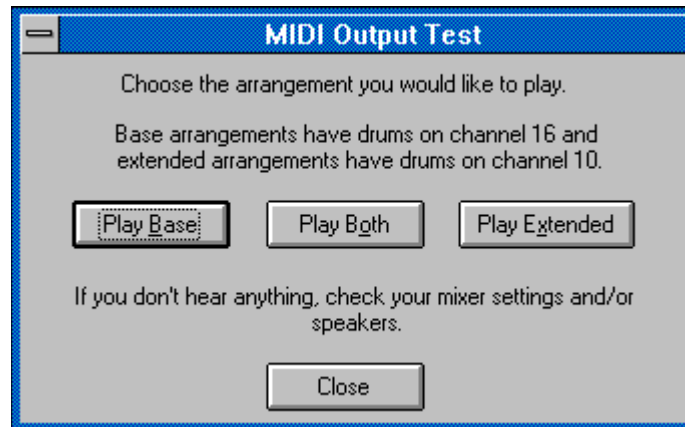 MIDI Output Test
Choose the arrangement you would like to play.
Base arrangements have drums on channel 16 and
extended arrangements have drums on channel 10.
Play Base
Play Both
Play Extended
If you don't hear anything, check your mixer settings and/or
speakers.
Close